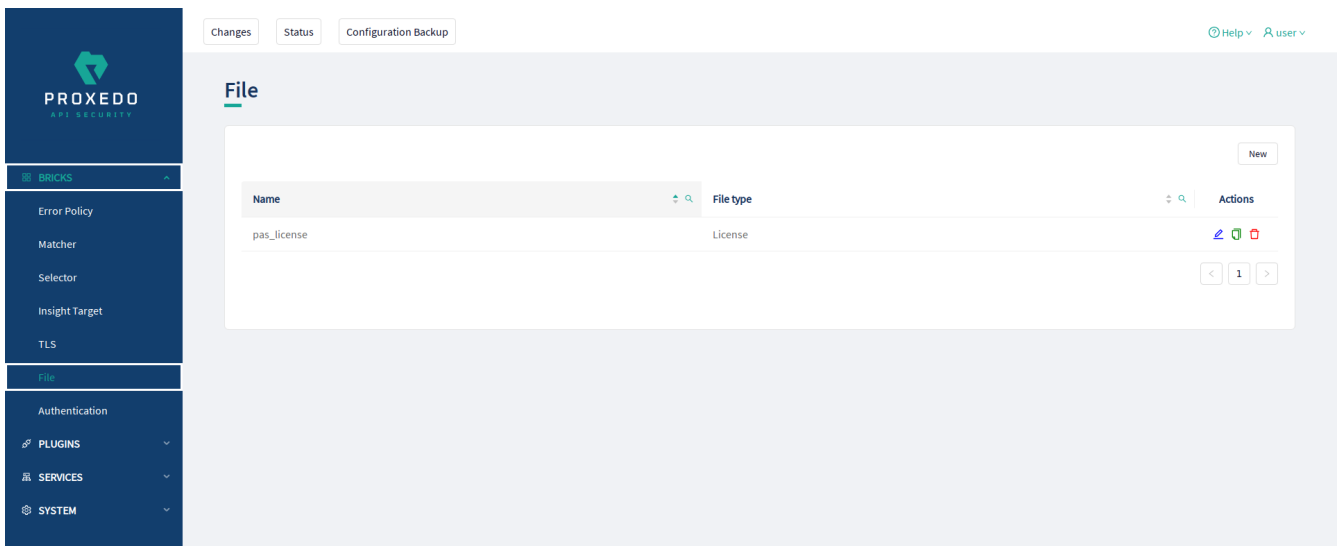 Changes Status Configuration Backup Help user
PROXEDO
API SECURITY
File
New
BRICKS
Name File type Actions
Error Policy
pas_license License
Matcher
1
Selector
Insight Target
TLS
File
Authentication
PLUGINS
SERVICES
SYSTEM